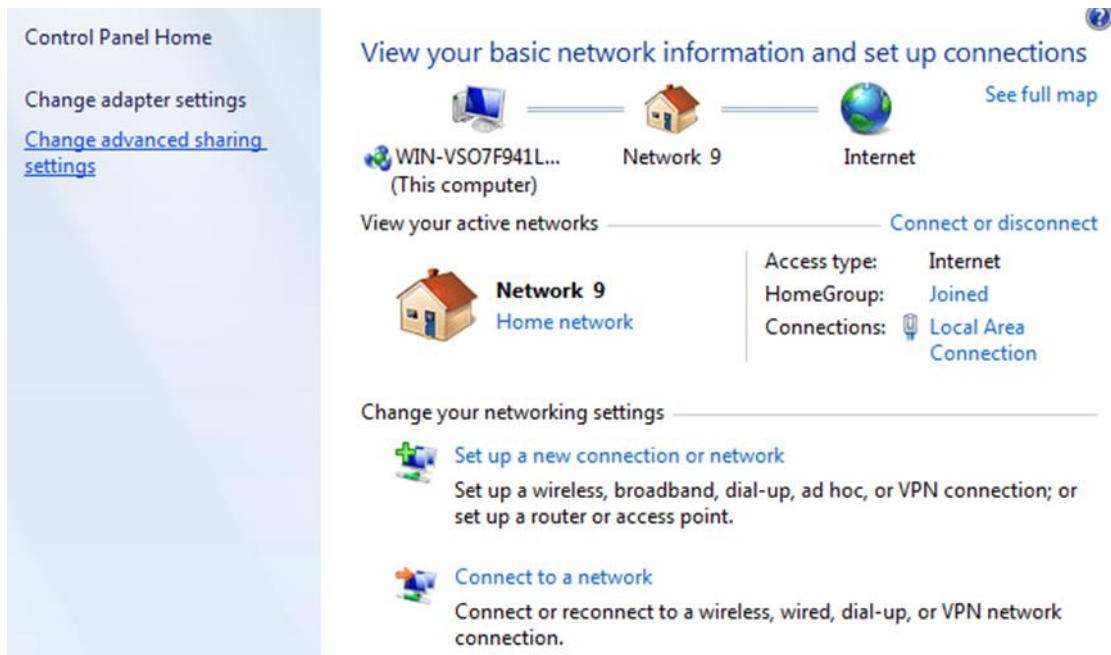 Control Panel Home
Change adapter settings
Change advanced sharing
settings
View your basic network information and set up connections
See full map
WIN-VSO7F941L...
(This computer)
Network 9
Internet
View your active networks
Connect or disconnect
Network 9
Home network
Access type: Internet
HomeGroup: Joined
Connections: Local Area
Connection
Change your networking settings
Set up a new connection or network
Set up a wireless, broadband, dial-up, ad hoc, or VPN connection; or
set up a router or access point.
Connect to a network
Connect or reconnect to a wireless, wired, dial-up, or VPN network
connection.